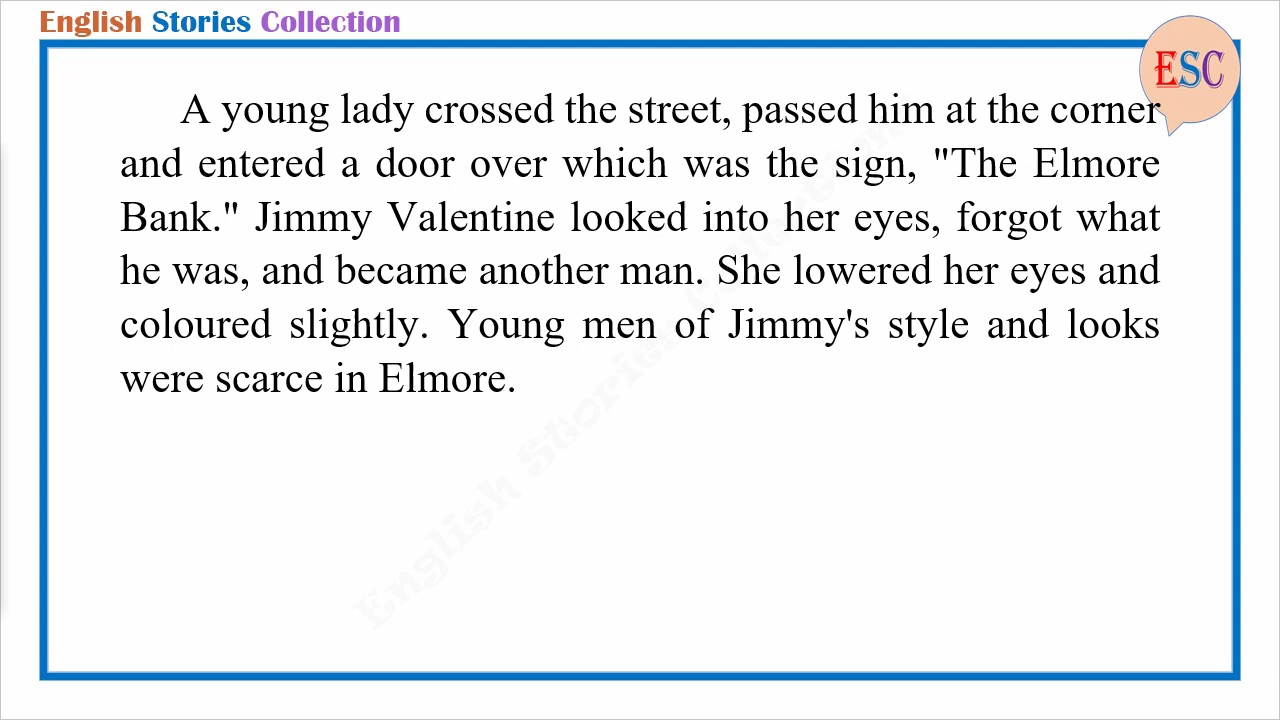 English Stories Collection
ESC
A young lady crossed the street, passed him at the corner
and entered a door over which was the sign, "The Elmore
Bank." Jimmy Valentine looked into her eyes, forgot what
he was, and became another man. She lowered her eyes and
coloured slightly. Young men of Jimmy's style and looks
were scarce in Elmore.
English Stories Collection